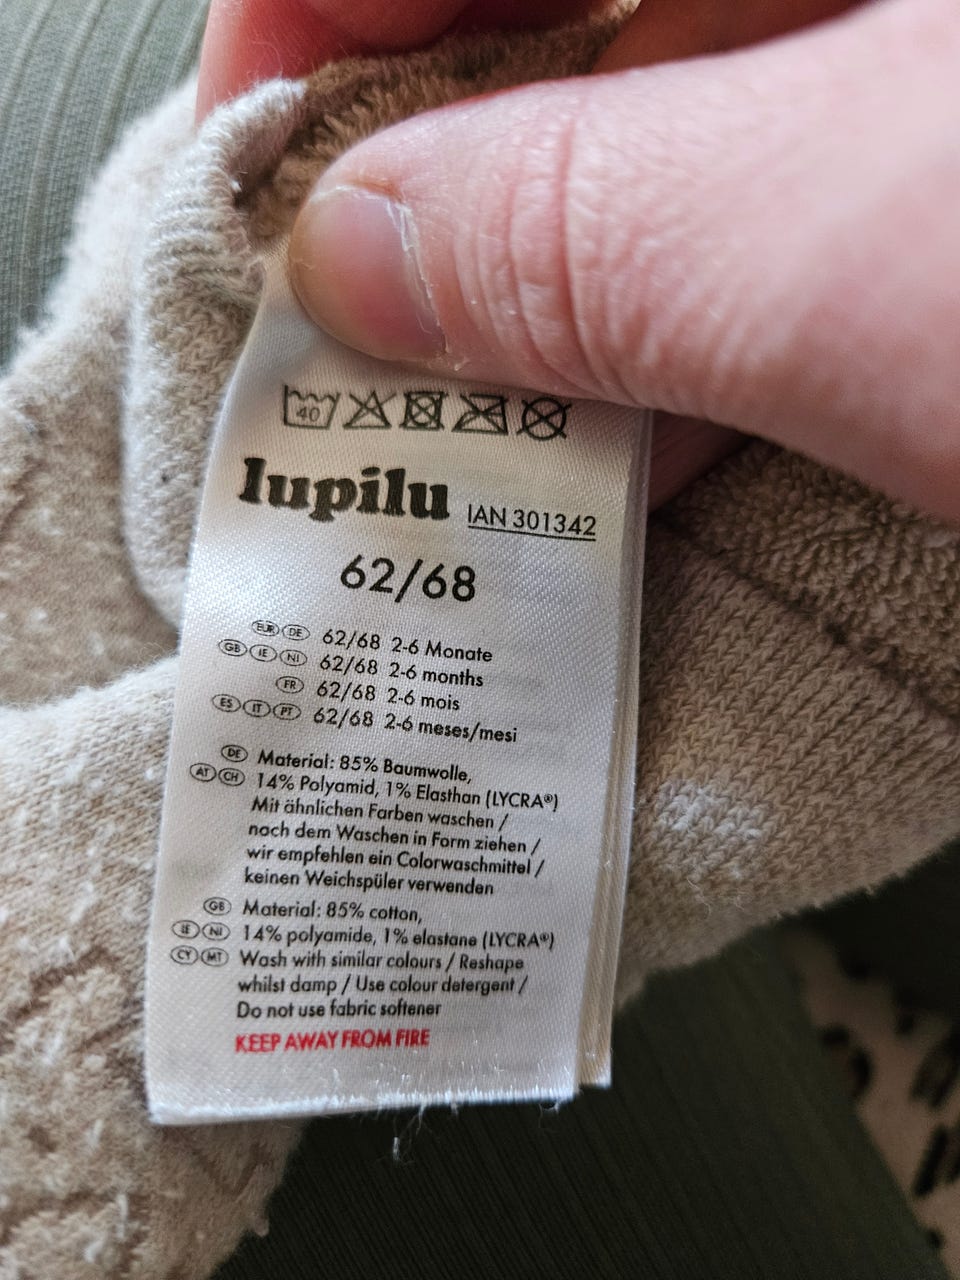 40
lupilu IAN 301342
62/68
EUR DE 62/68 2-6 Monate
GB IE NI 62/68 2-6 months
FR 62/68 2-6 mois
ES IT PT 62/68 2-6 meses/mesi
DE Material: 85% Baumwolle,
AT CH 14% Polyamid, 1% Elasthan (LYCRA®)
Mit ähnlichen Farben waschen /
nach dem Waschen in Form ziehen /
wir empfehlen ein Colorwaschmittel /
keinen Weichspüler verwenden
GB Material: 85% cotton,
IE NI 14% polyamide, 1% elastane (LYCRA®)
CY MT Wash with similar colours / Reshape
whilst damp / Use colour detergent /
Do not use fabric softener
KEEP AWAY FROM FIRE